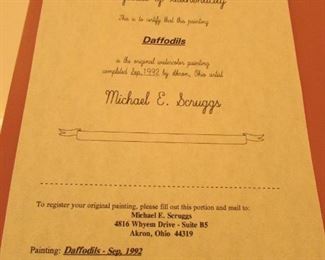 of Authenticity
This is to certify that this painting
Daffodils
is the original watercolor painting
completed Sep, 1992 by Akron, Ohio artist
Michael E. Scruggs
To register your original painting, please fill out this portion and mail to:
Michael E. Scruggs
4816 Whyem Drive - Suite B5
Akron, Ohio 44319
Painting: Daffodils - Sep, 1992